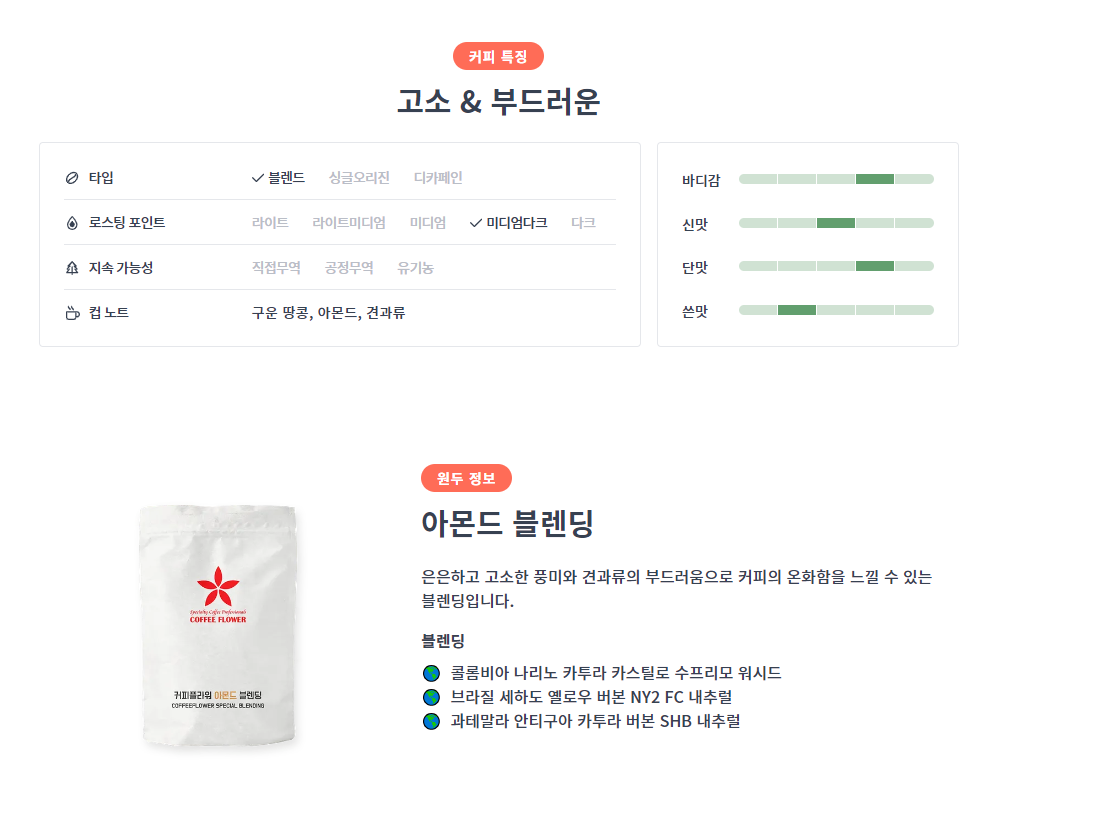 커피 특징
고소 & 부드러운
타입 블렌드 싱글오리진 디카페인
로스팅 포인트 라이트 라이트미디엄 미디엄 미디엄다크 다크
지속 가능성 직접무역 공정무역 유기농
컵 노트 구운 땅콩, 아몬드, 견과류
바디감
신맛
단맛
쓴맛
원두 정보
아몬드 블렌딩
은은하고 고소한 풍미와 견과류의 부드러움으로 커피의 온화함을 느낄 수 있는
블렌딩입니다.
블렌딩
콜롬비아 나리노 카투라 카스틸로 수프리모 워시드
브라질 세하도 옐로우 버본 NY2 FC 내추럴
과테말라 안티구아 카투라 버본 SHB 내추럴
Specialty Coffee Professionals
COFFEE FLOWER
커피플라워 아몬드 블렌딩
COFFEEFLOWER SPECIAL BLENDING